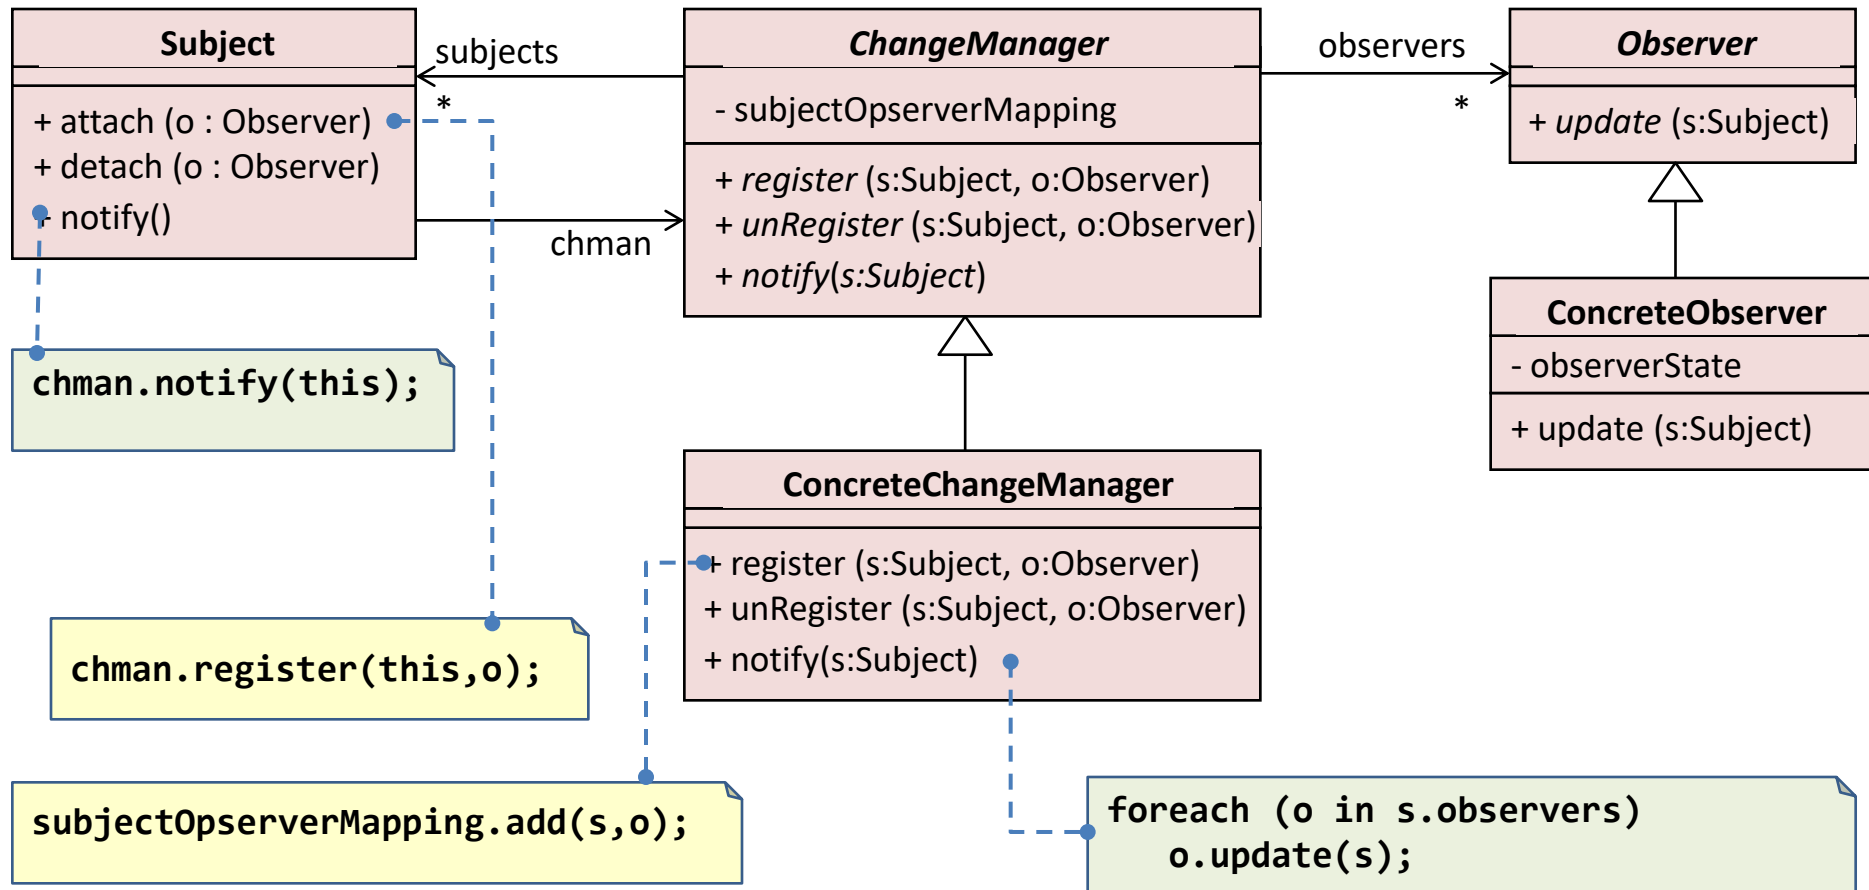 Subject
+ attach (o : Observer)
+ detach (o : Observer)
+ notify()
subjects
*
chman
ChangeManager
- subjectOpserverMapping
+ register (s:Subject, o:Observer)
+ unRegister (s:Subject, o:Observer)
+ notify(s:Subject)
observers
*
Observer
+ update (s:Subject)
ConcreteObserver
- observerState
+ update (s:Subject)
chman.notify(this);
ConcreteChangeManager
+ register (s:Subject, o:Observer)
+ unRegister (s:Subject, o:Observer)
+ notify(s:Subject)
chman.register(this,o);
subjectOpserverMapping.add(s,o);
foreach (o in s.observers)
o.update(s);